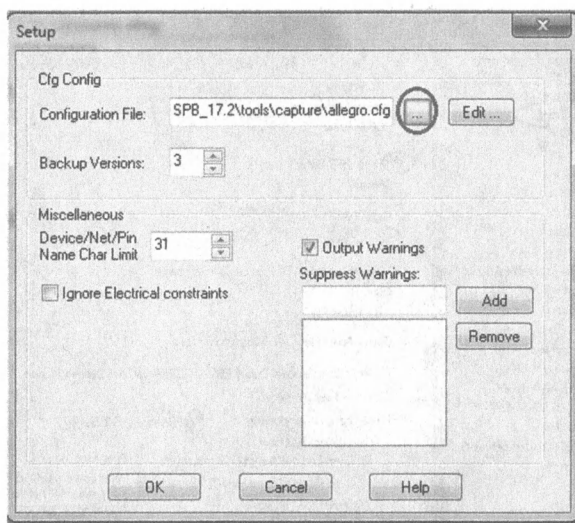 Setup
Cfg Config
Configuration File: SPB_17.2\tools\capture\allegro.cfg ... Edit ...
Backup Versions: 3
Miscellaneous
Device/Net/Pin
Name Char Limit 31
Output Warnings
Suppress Warnings:
Ignore Electrical constraints
Add
Remove
OK Cancel Help